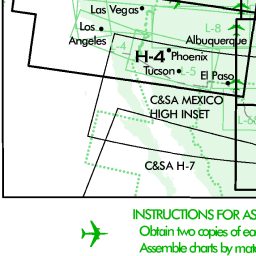 Las Vegas
Los
Angeles
L-8
Albuquerque
L-4
H-4
Phoenix
L-5
Tucson
El Paso
C&SA MEXICO
HIGH INSET
L-6
C&SA H-7
INSTRUCTIONS FOR AS
Obtain two copies of ea
Assemble charts by mat